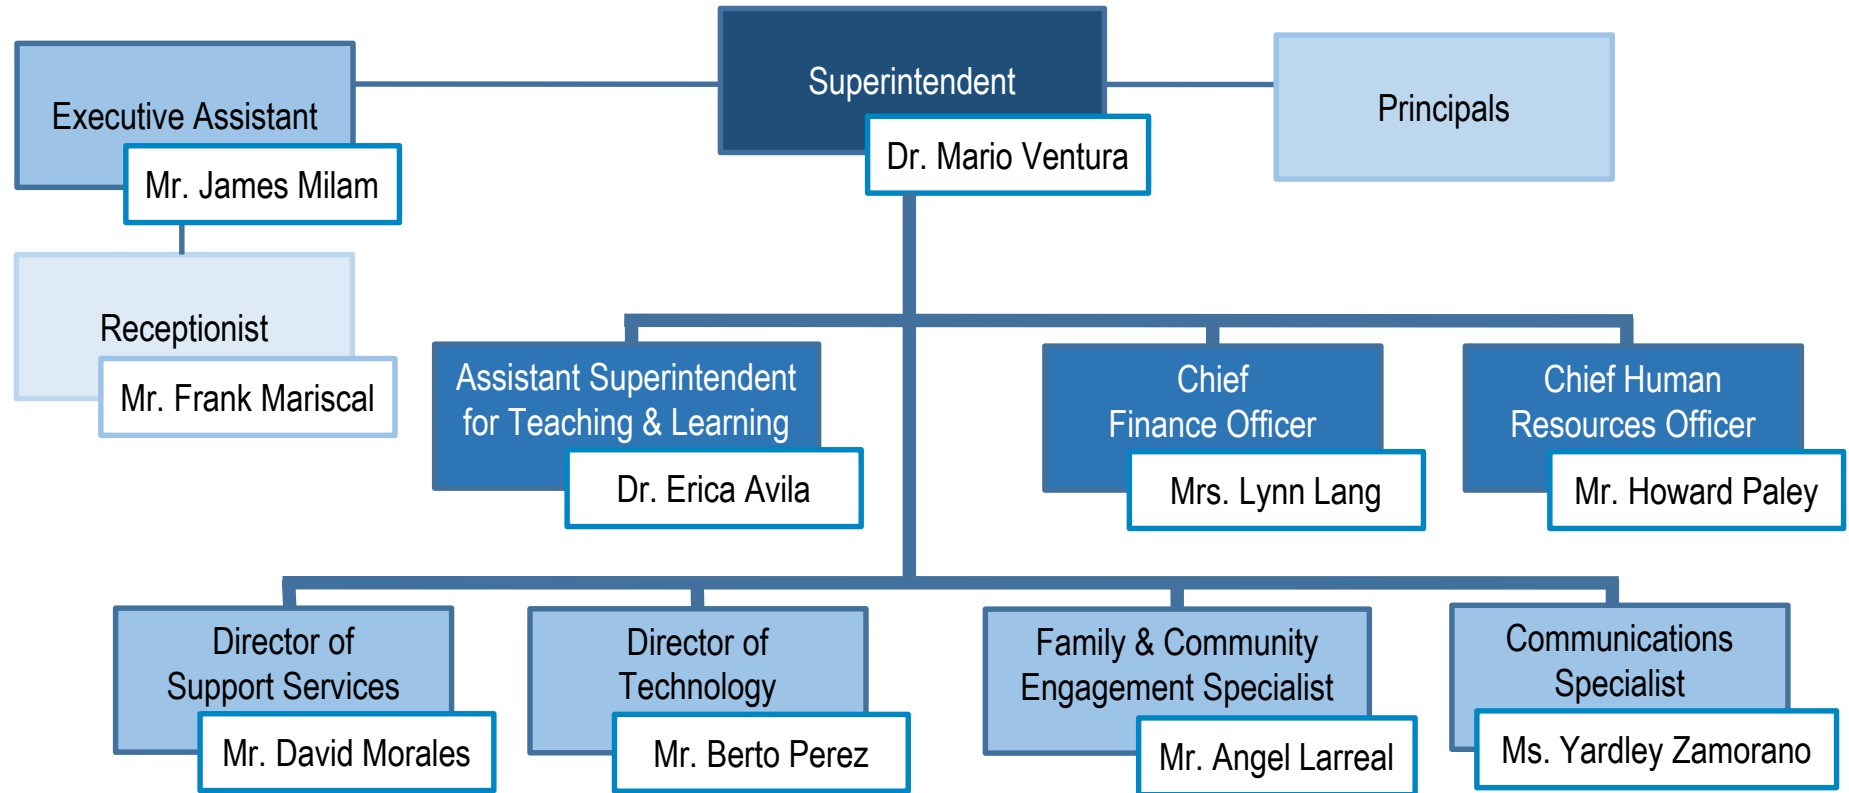 Superintendent
Dr. Mario Ventura
Executive Assistant
Mr. James Milam
Principals
Receptionist
Mr. Frank Mariscal
Assistant Superintendent
for Teaching & Learning
Dr. Erica Avila
Chief
Finance Officer
Mrs. Lynn Lang
Chief Human
Resources Officer
Mr. Howard Paley
Director of
Support Services
Mr. David Morales
Director of
Technology
Mr. Berto Perez
Family & Community
Engagement Specialist
Mr. Angel Larreal
Communications
Specialist
Ms. Yardley Zamorano